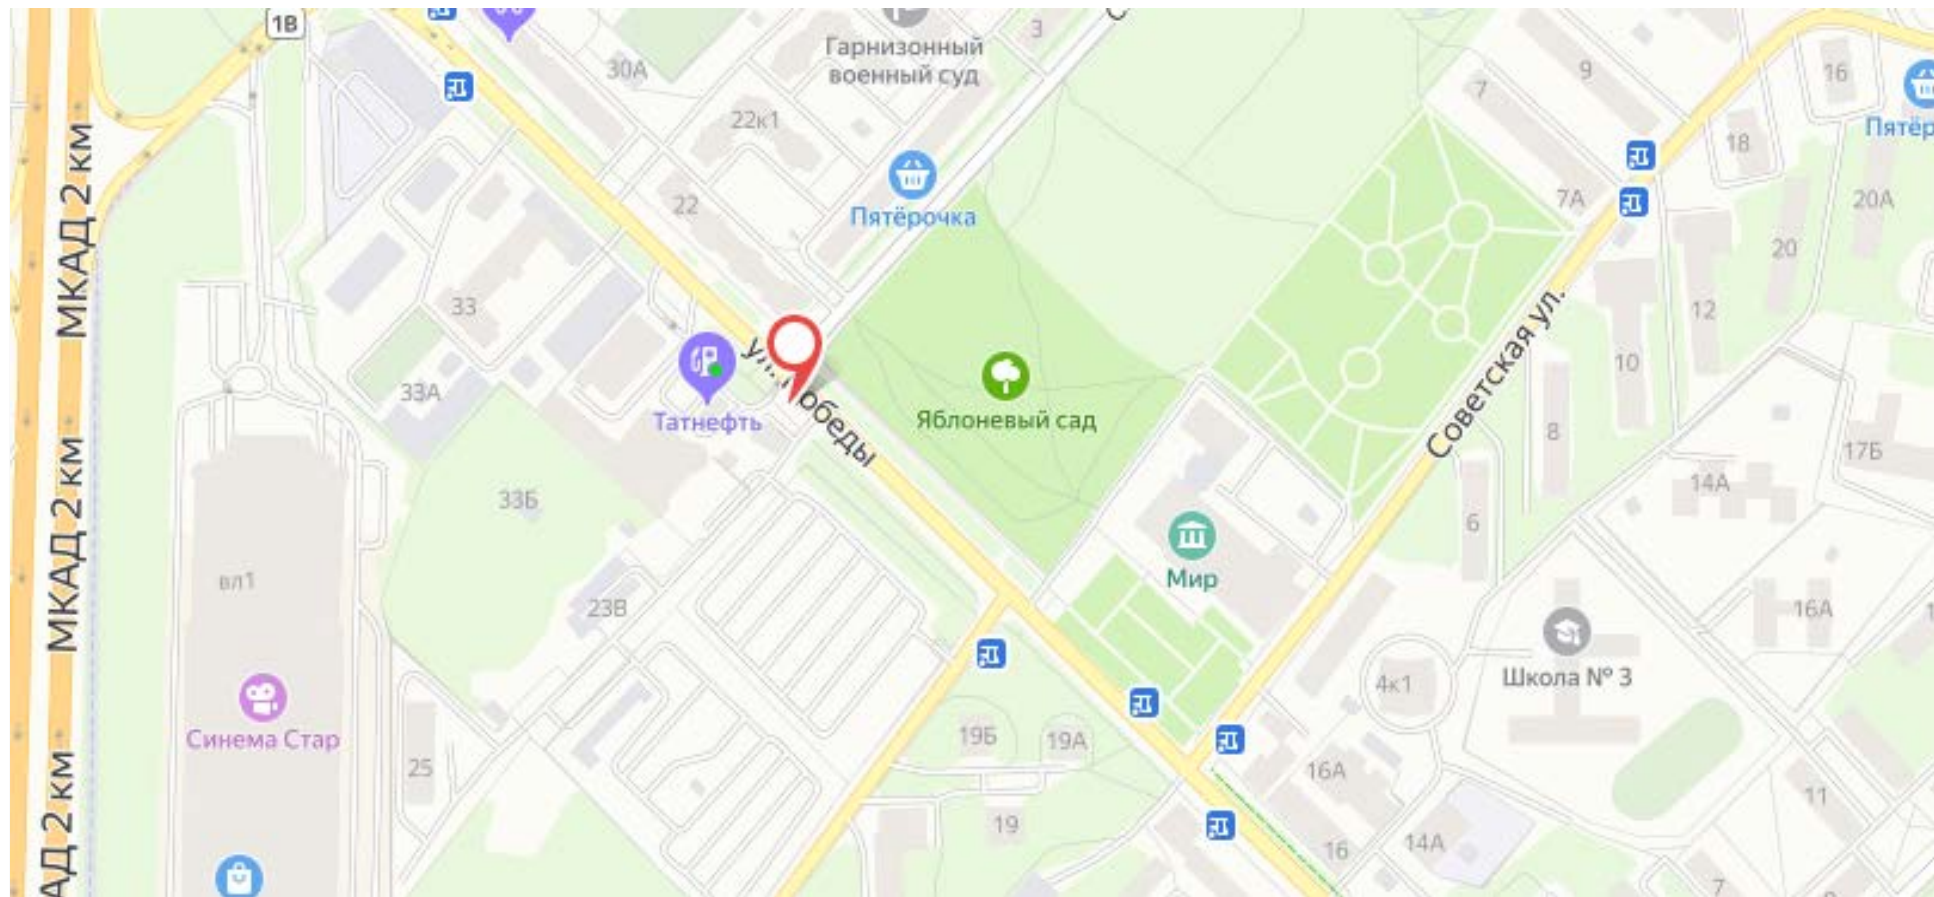 1В
3
Гарнизонный
военный суд
30А
22к1
9
7
16
18
Пятёр
МКАД 2 км
22
Пятёрочка
7А
20А
20
33
12
10
33А
Татнефть
Яблоневый сад
Советская ул.
8
17Б
14А
6
33Б
МКАД 2 км
вл1
23В
Мир
16А
Школа № 3
4к1
Синема Стар
19Б
19А
25
16А
11
19
14А
16
АД 2 км
7